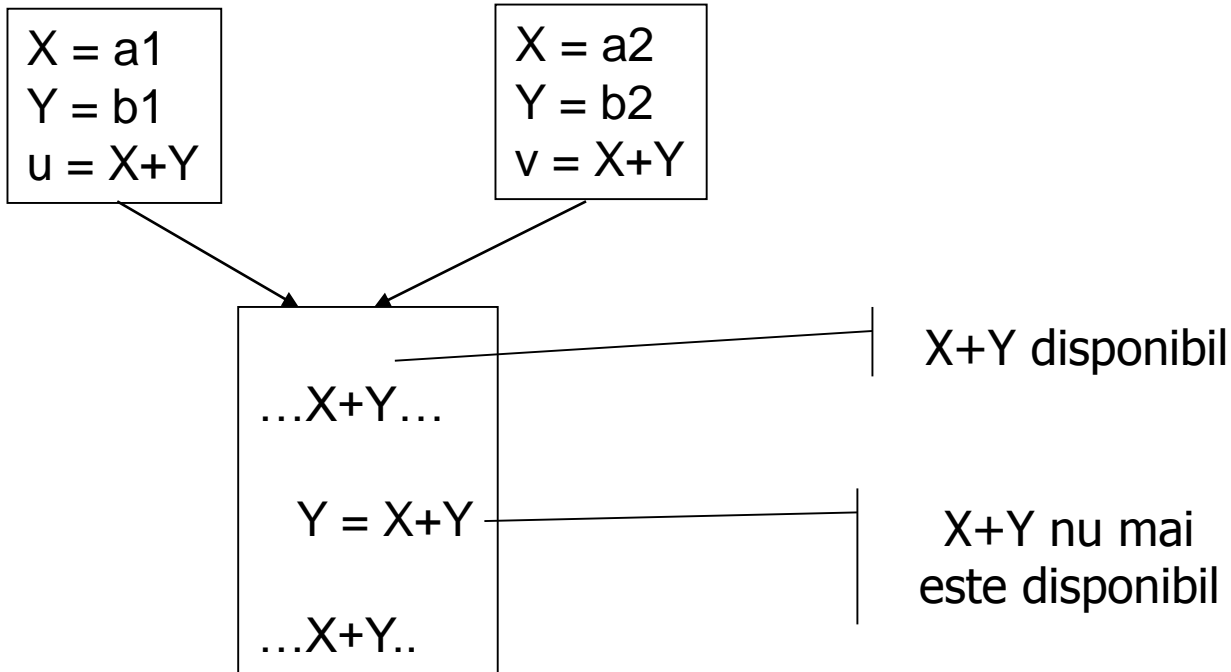 X = a1
Y = b1
u = X+Y
X = a2
Y = b2
v = X+Y
…X+Y…
Y = X+Y
…X+Y..
X+Y disponibil
X+Y nu mai
este disponibil